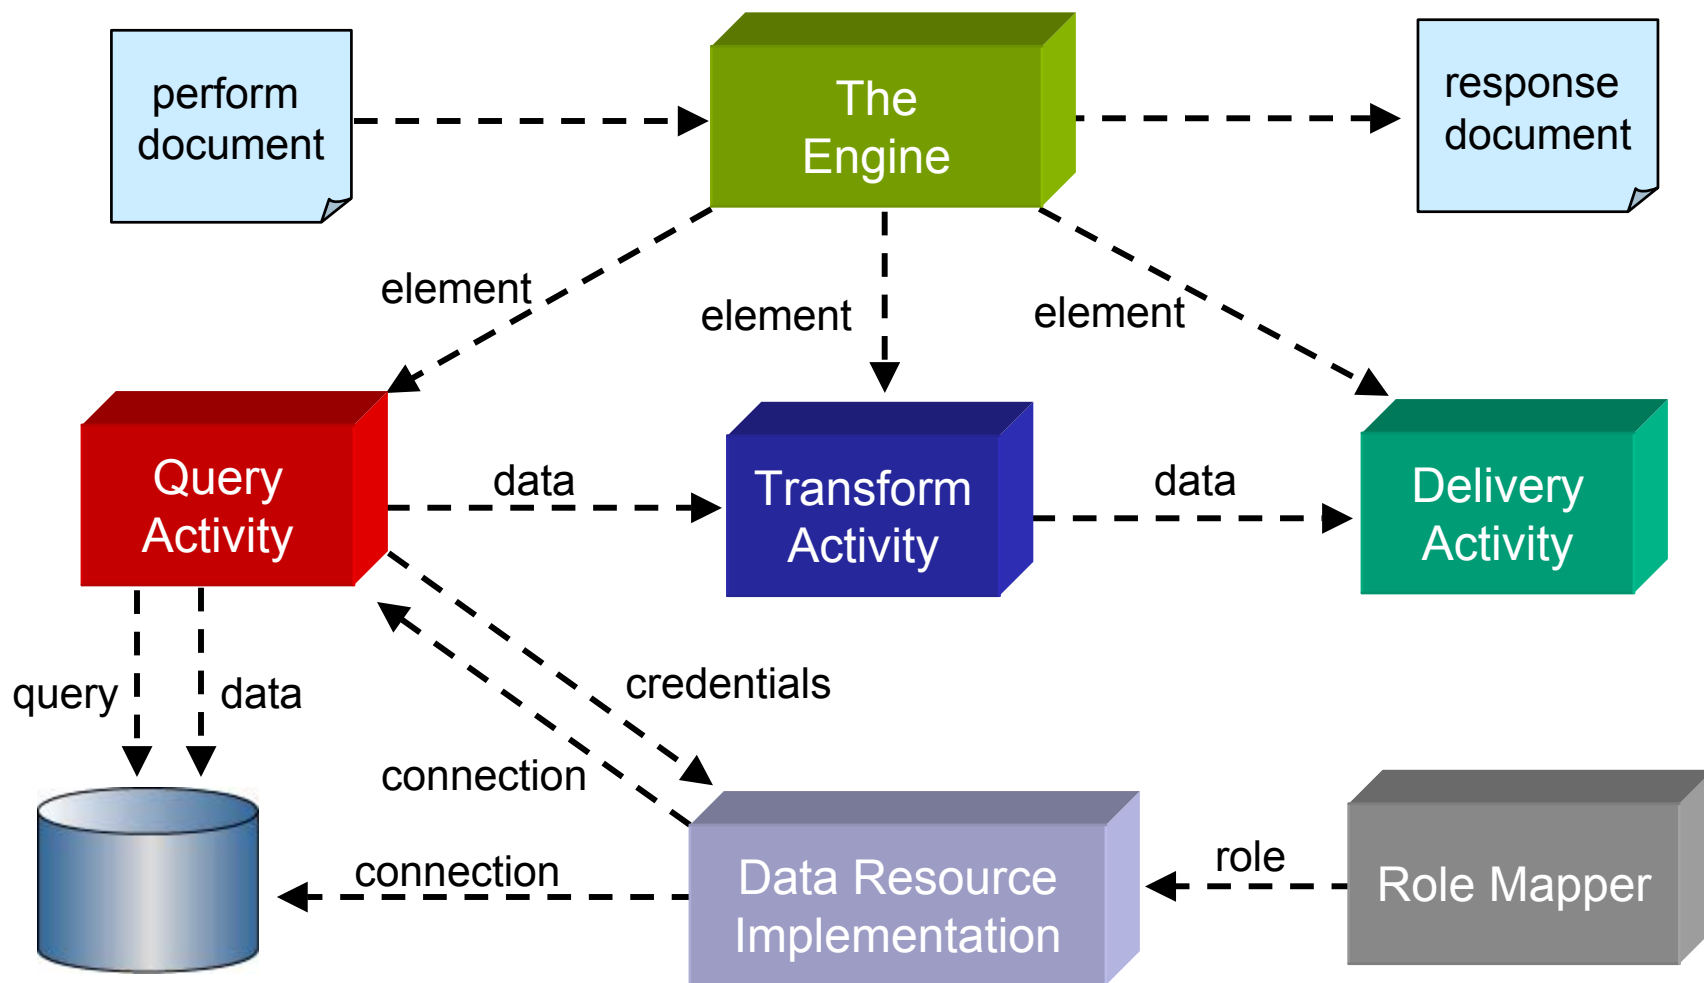 perform
document
The
Engine
response
document
element
element
element
Query
Activity
data
Transform
Activity
data
Delivery
Activity
query
data
credentials
connection
connection
Data Resource
Implementation
role
Role Mapper